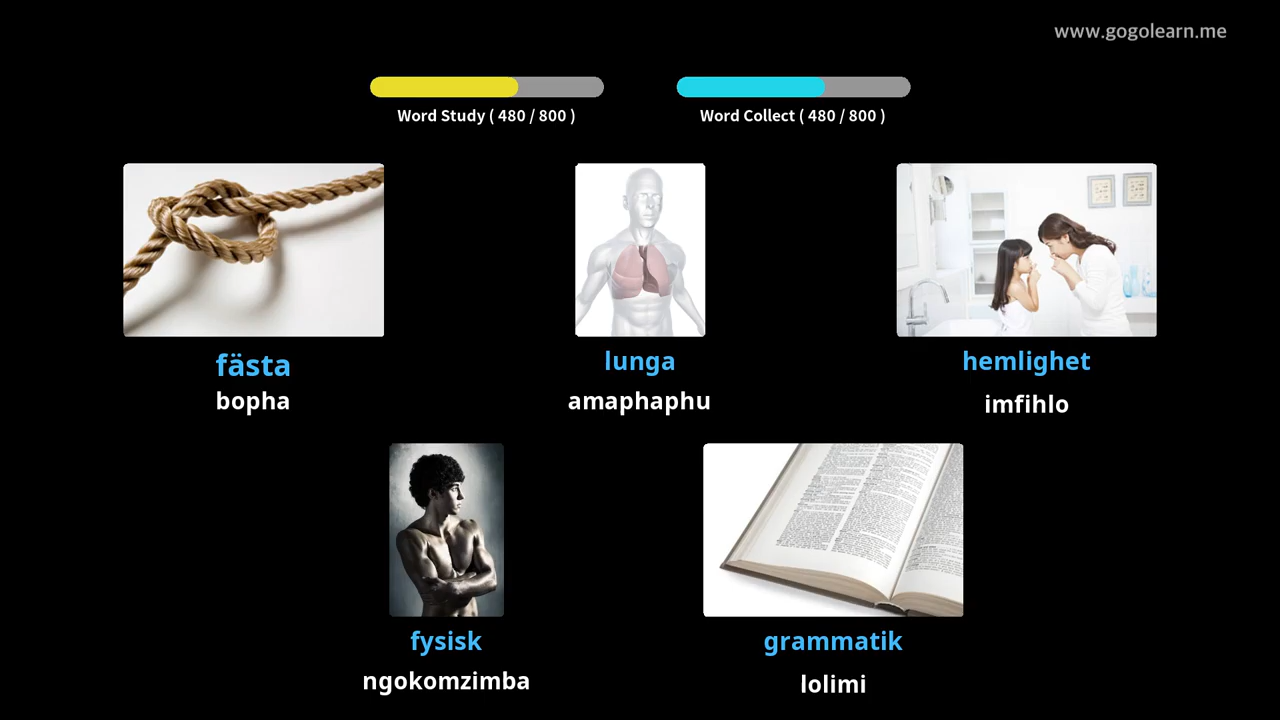 www.gogolearn.me
Word Study ( 480 / 800 )
Word Collect ( 480 / 800 )
fästa
bopha
lunga
amaphaphu
hemlighet
imfihlo
fysisk
ngokomzimba
grammatik
lolimi